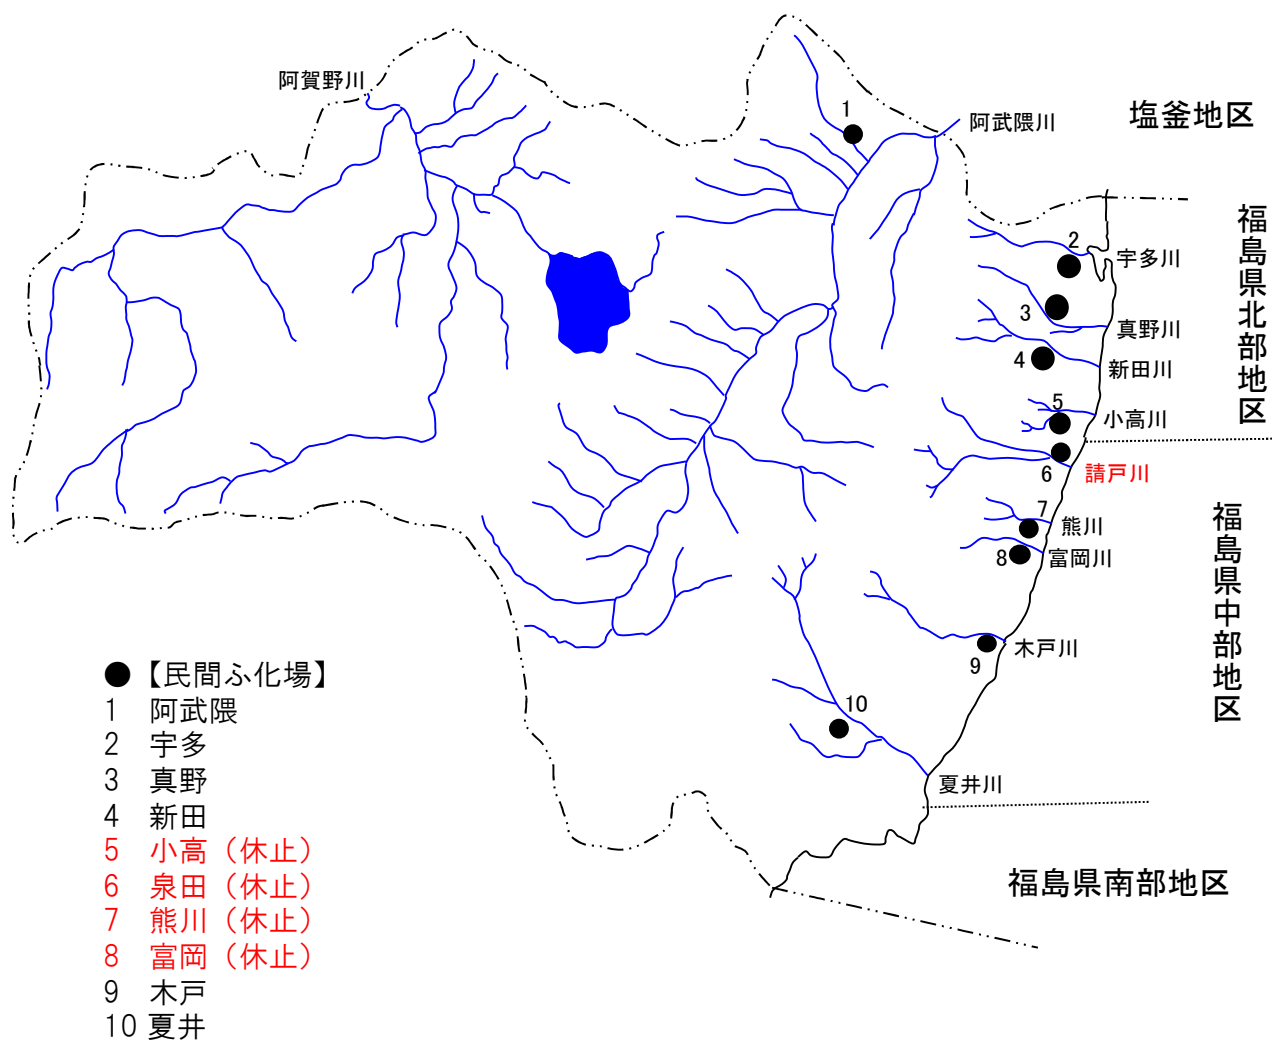 阿賀野川
1
阿武隈川
塩釜地区
福島県北部地区
2
宇多川
3
真野川
4
新田川
5
小高川
6
請戸川
7
熊川
8
富岡川
福島県中部地区
木戸川
9
10
夏井川
福島県南部地区
●【民間ふ化場】
1 阿武隈
2 宇多
3 真野
4 新田
5 小高（休止）
6 泉田（休止）
7 熊川（休止）
8 富岡（休止）
9 木戸
10 夏井